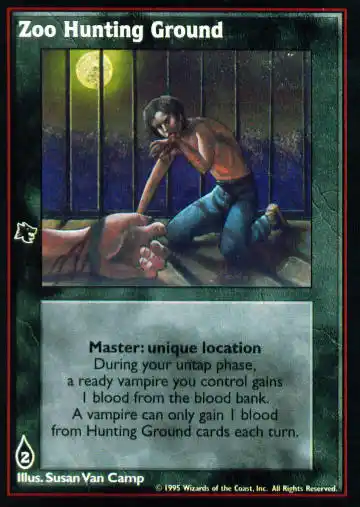 Zoo Hunting Ground
Master: unique location
During your untap phase,
a ready vampire you control gains
1 blood from the blood bank.
A vampire can only gain 1 blood
from Hunting Ground cards each turn.
2
Illus. Susan Van Camp
© 1995 Wizards of the Coast, Inc. All Rights Reserved.